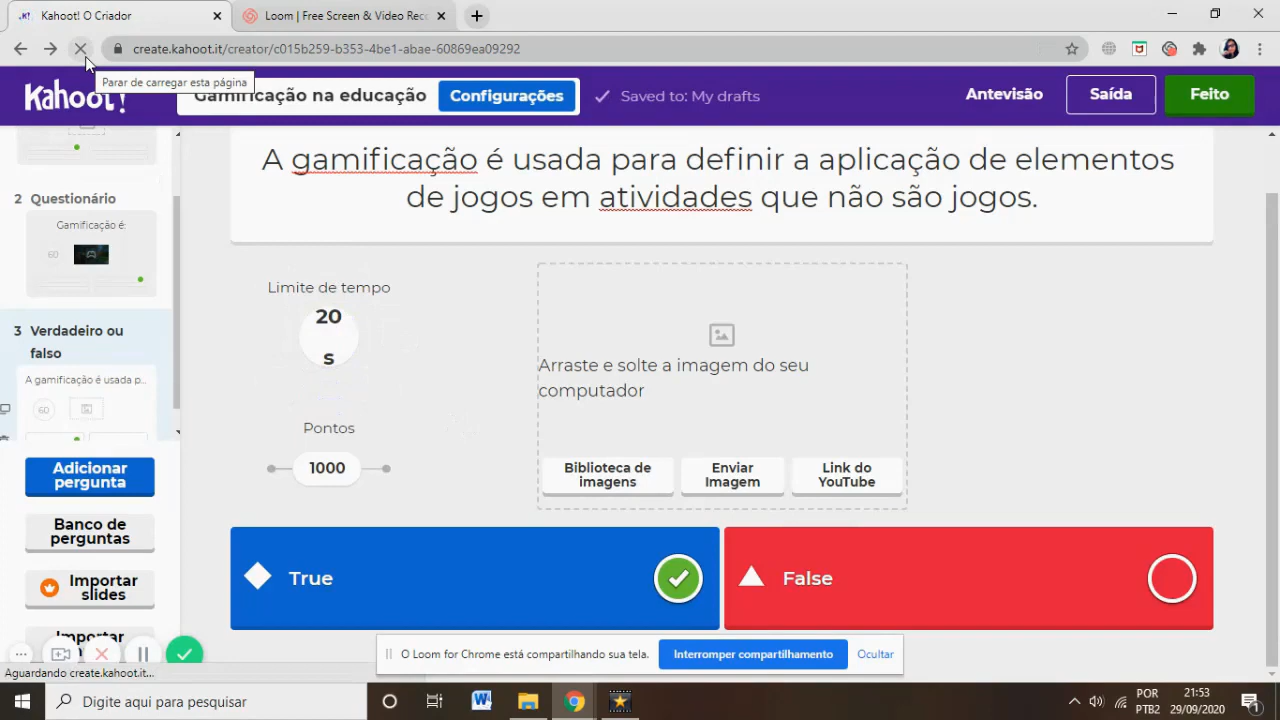 Kahoot! O Criador
Loom | Free Screen & Video Rec
create.kahoot.it/creator/c015b259-b353-4be1-abae-60869ea09292
Parar de carregar esta página
Kahoot!
Gamificação na educação
Configurações
Saved to: My drafts
Antevisão
Saída
Feito
2 Questionário
Gamificação é:
60
3 Verdadeiro ou
falso
A gamificação é usada p...
60
Adicionar
pergunta
Banco de
perguntas
Importar
slides
Importar
A gamificação é usada para definir a aplicação de elementos
de jogos em atividades que não são jogos.
Limite de tempo
20
s
Pontos
1000
Arraste e solte a imagem do seu
computador
Biblioteca de
imagens
Enviar
Imagem
Link do
YouTube
True
False
O Loom for Chrome está compartilhando sua tela.
Interromper compartilhamento
Ocultar
Aguardando create.kahoot.it...
Digite aqui para pesquisar
POR
PTB2
21:53
29/09/2020
1